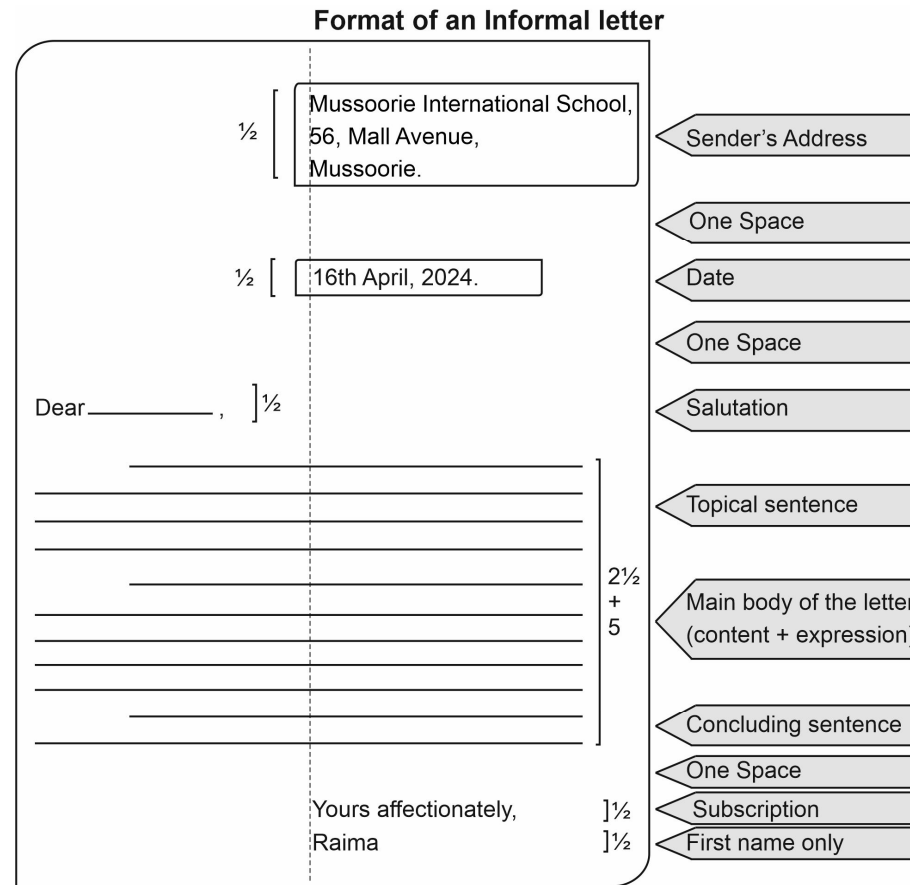 Format of an Informal letter
½
Mussoorie International School,
56, Mall Avenue,
Mussoorie.
Sender's Address
One Space
½
16th April, 2024.
Date
One Space
Dear ,
½
Salutation
Topical sentence
2½
+
5
Main body of the letter
(content + expression)
Concluding sentence
One Space
Yours affectionately,
½
Subscription
Raima
½
First name only